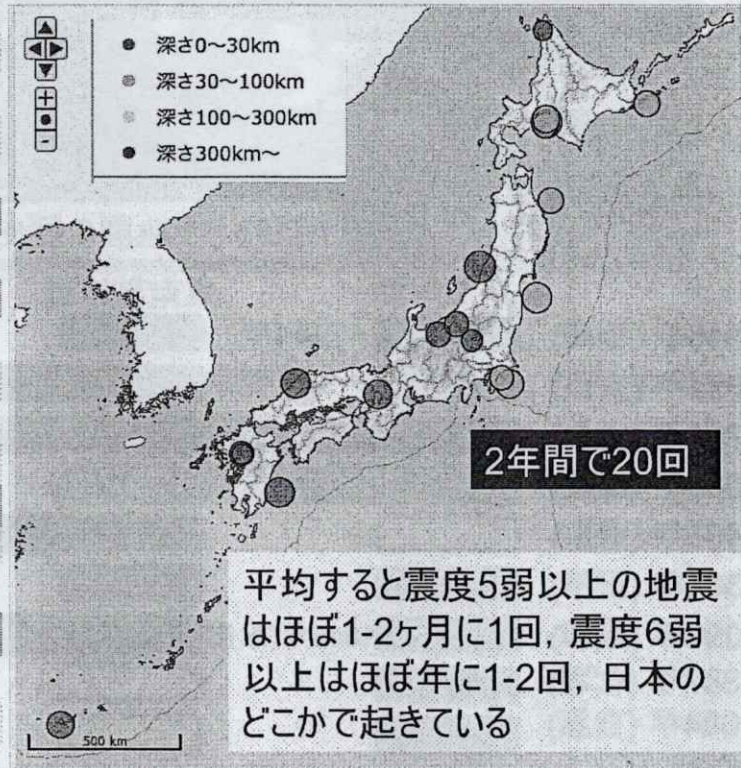 深さ0〜30km
深さ30〜100km
深さ100〜300km
深さ300km〜
+
-
2年間で20回
平均すると震度5弱以上の地震
はほぼ1-2ヶ月に1回, 震度6弱
以上はほぼ年に1-2回, 日本の
どこかで起きている
500 km